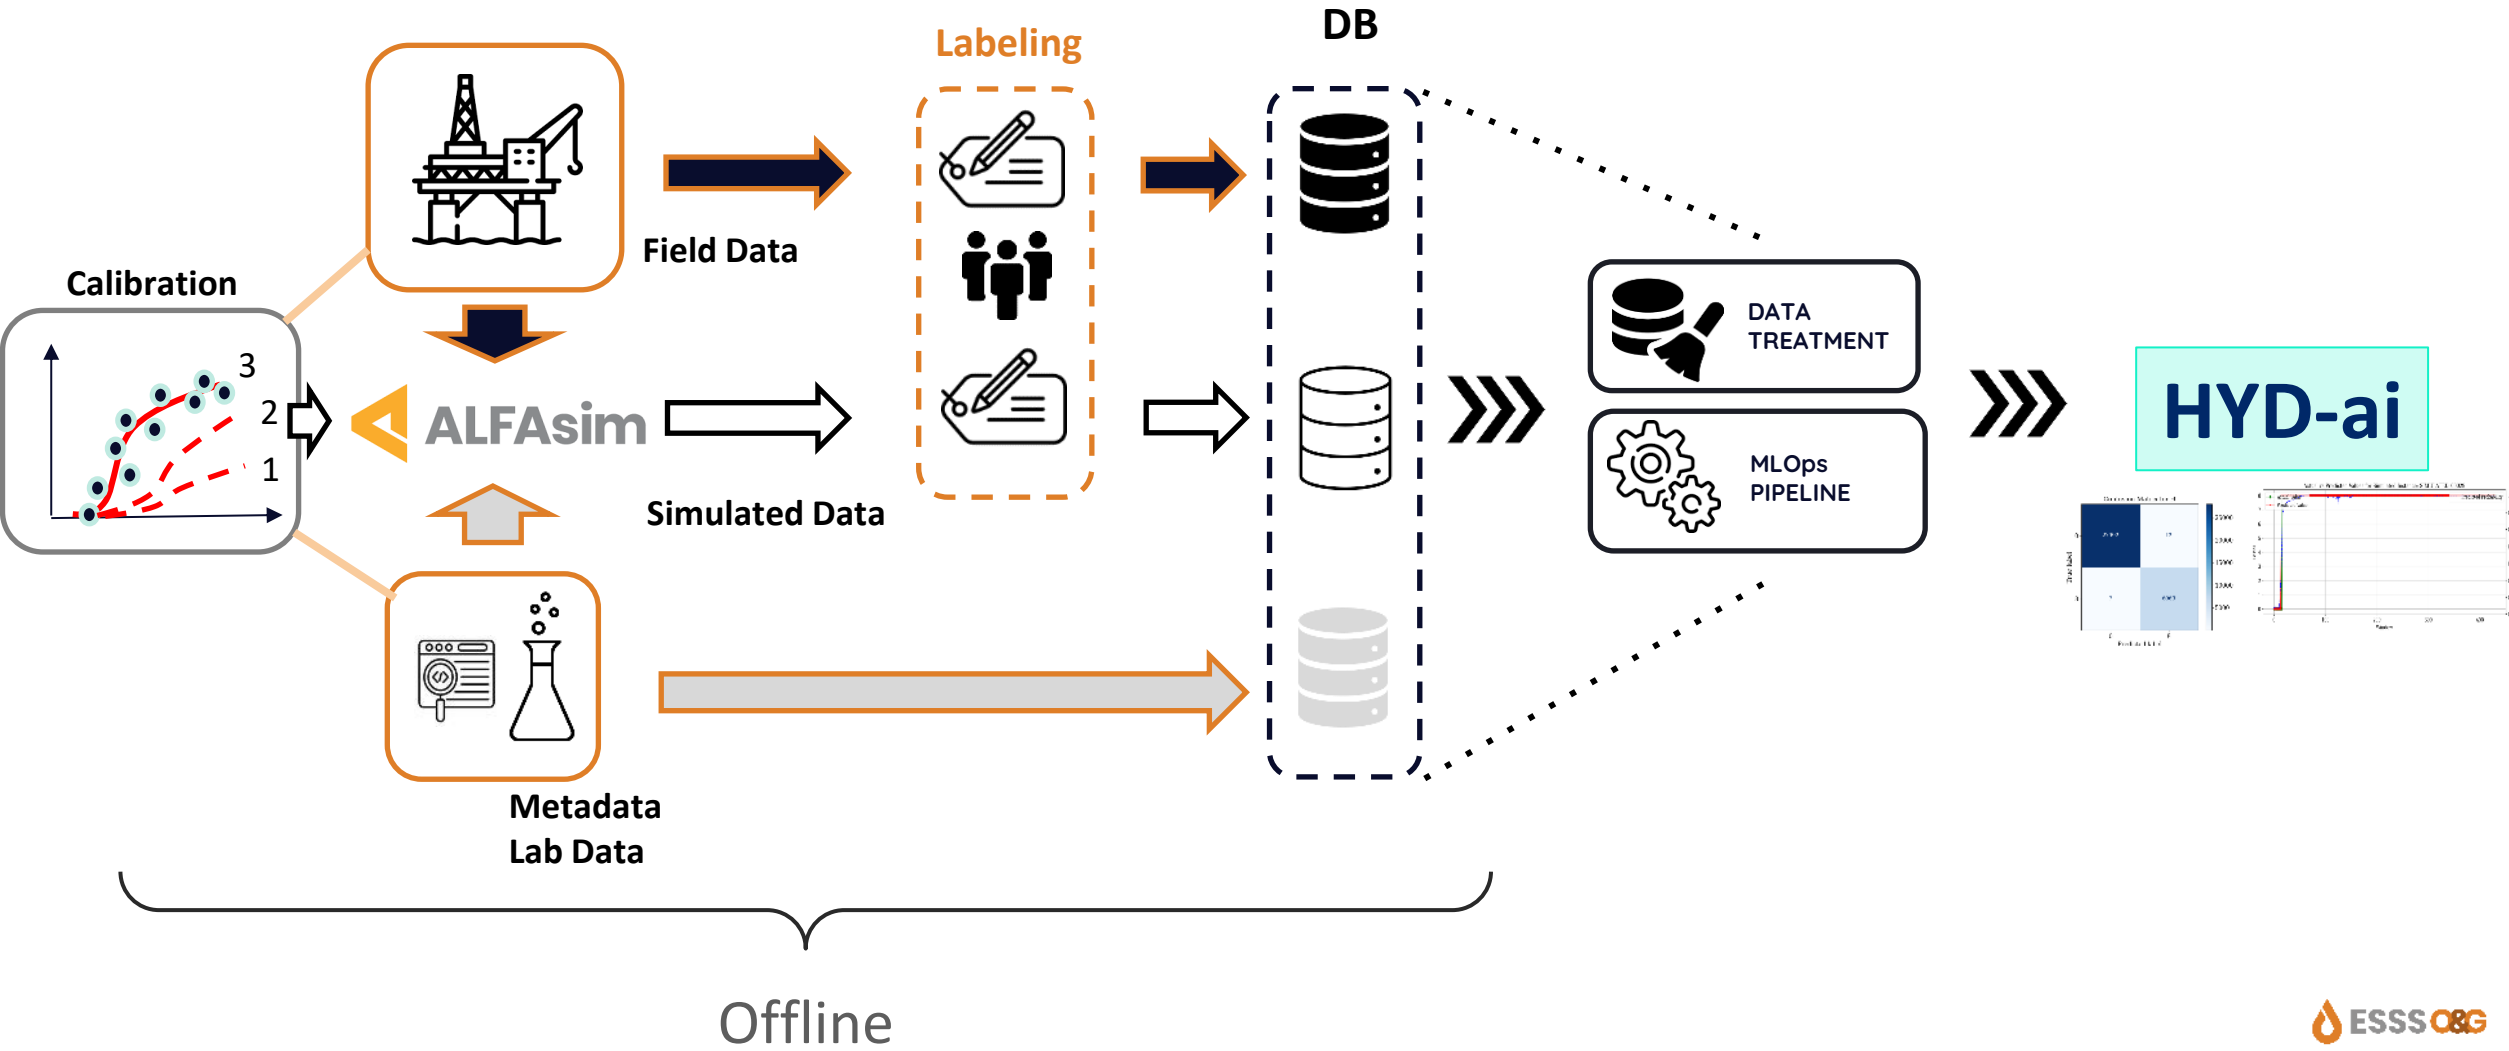 DB
Labeling
Field Data
Calibration
3
2
1
ALFAsim
Simulated Data
DATA
TREATMENT
MLOps
PIPELINE
HYD-ai
Metadata
Lab Data
Offline
ESSS O&G